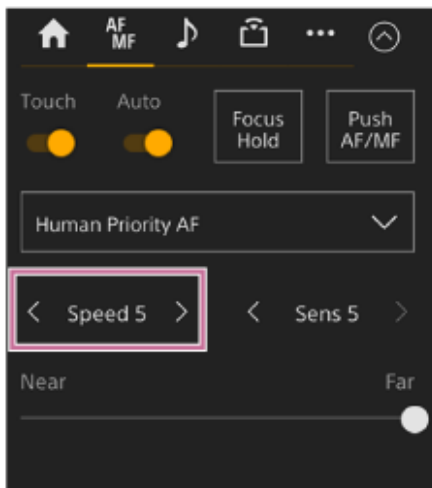 AF
MF
Touch Auto
Focus
Hold
Push
AF/MF
Human Priority AF
Speed 5 Sens 5
Near Far